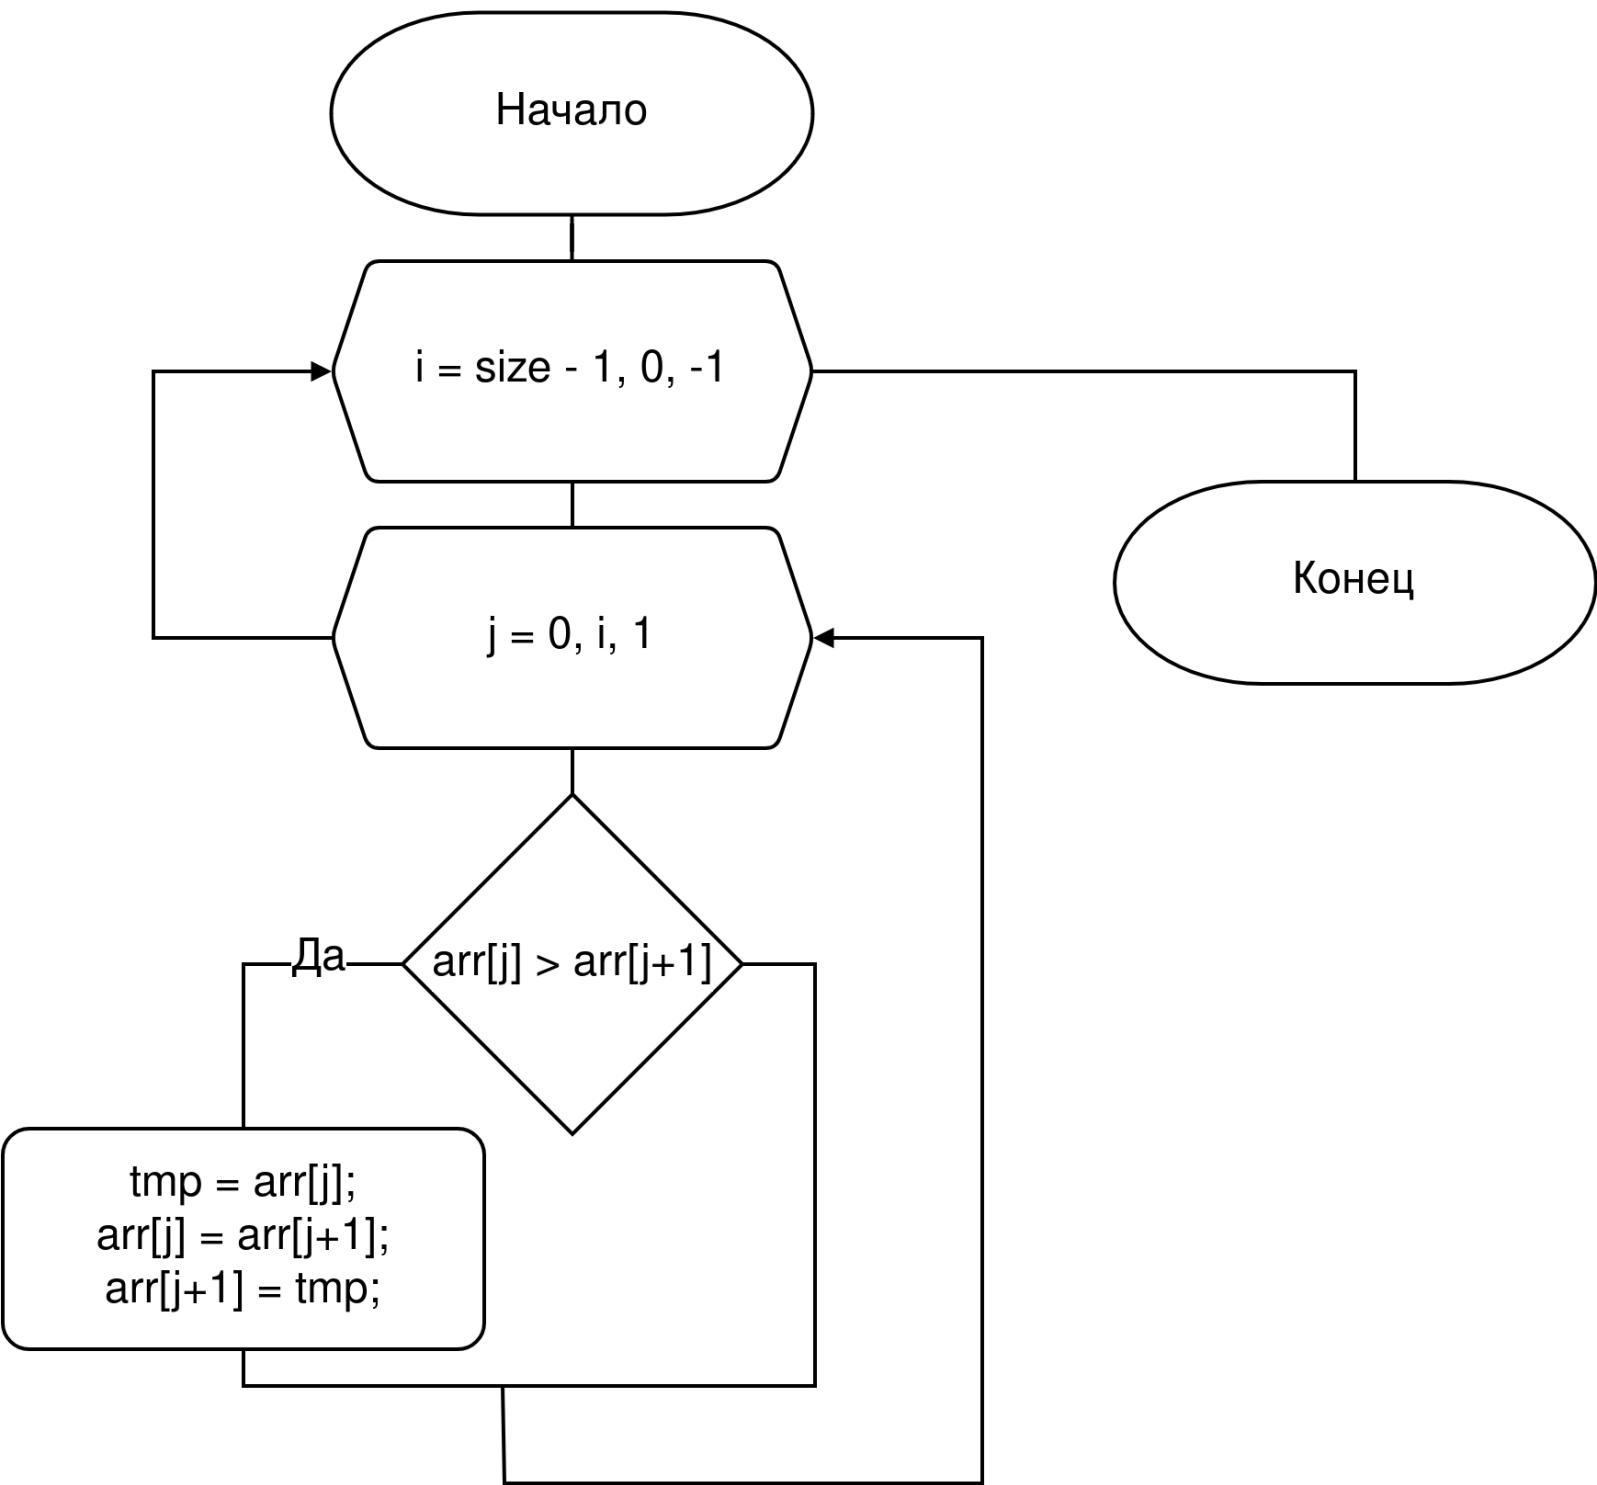 Начало
i = size - 1, 0, -1
j = 0, i, 1
Конец
Да
arr[j] > arr[j+1]
tmp = arr[j];
arr[j] = arr[j+1];
arr[j+1] = tmp;